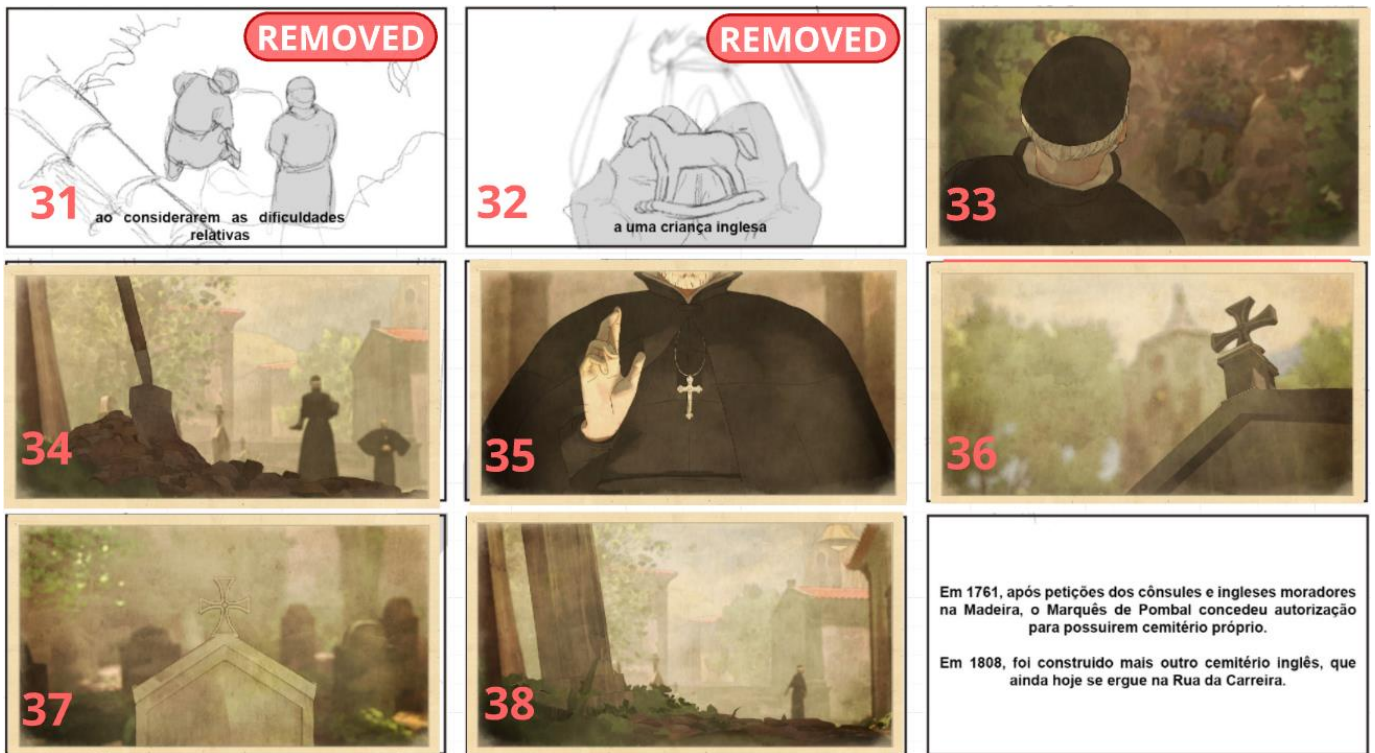 REMOVED
31
ao considerarem as dificuldades
relativas
REMOVED
32
a uma criança inglesa
33
34
35
36
37
38
Em 1761, após petições dos cônsules e ingleses moradores
na Madeira, o Marquês de Pombal concedeu autorização
para possuirem cemitério próprio.
Em 1808, foi construido mais outro cemitério inglês, que
ainda hoje se ergue na Rua da Carreira.